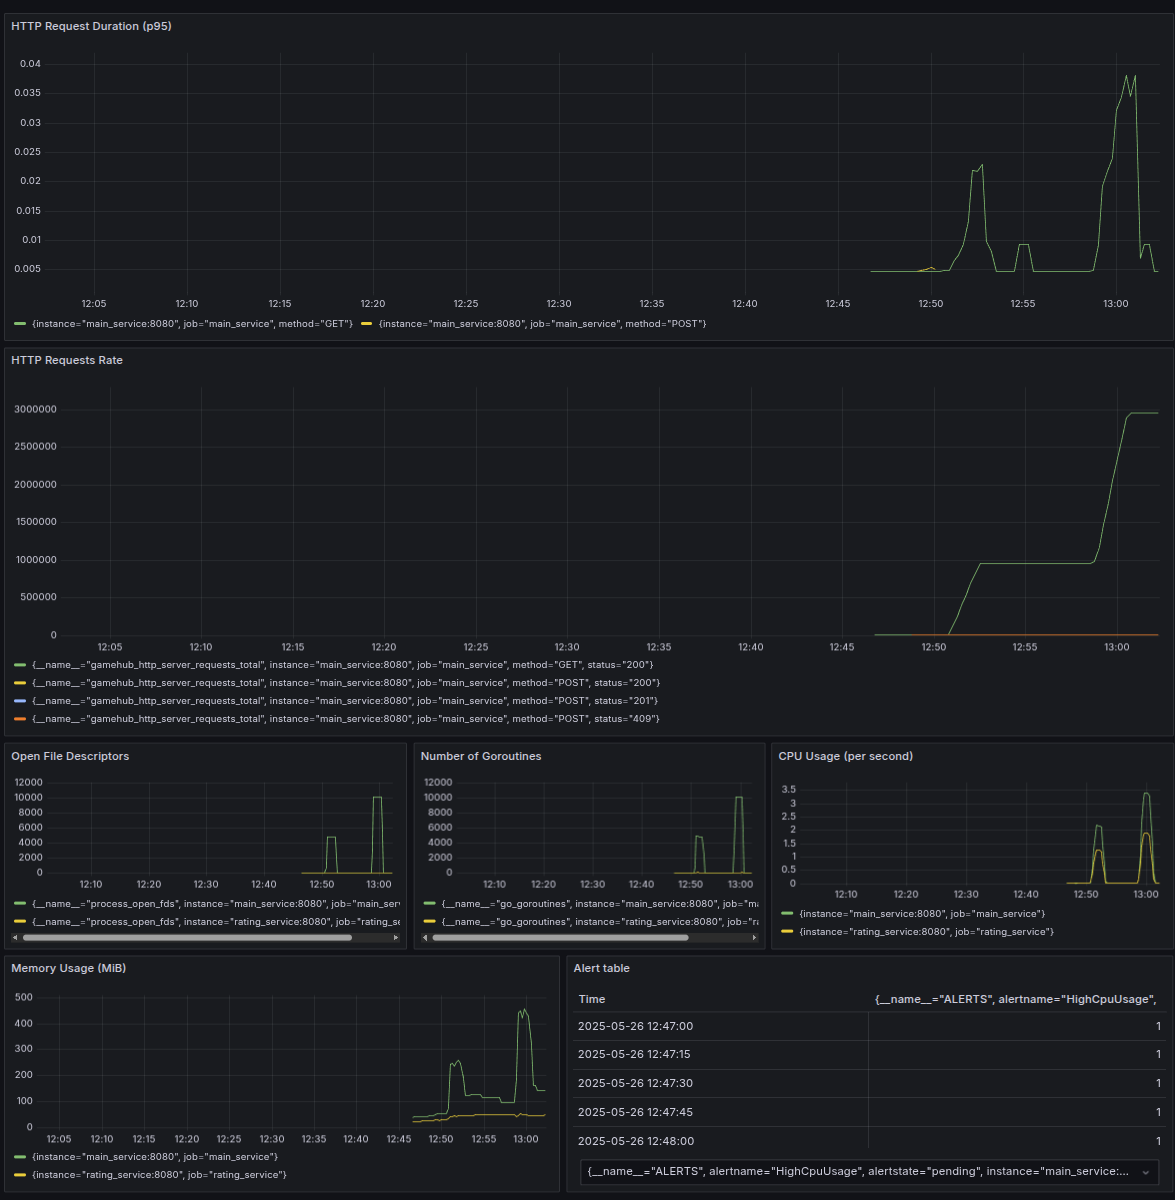 HTTP Request Duration (p95)
0.04
0.035
0.03
0.025
0.02
0.015
0.01
0.005
12:05 12:10 12:15 12:20 12:25 12:30 12:35 12:40 12:45 12:50 12:55 13:00
{instance="main_service:8080", job="main_service", method="GET"} {instance="main_service:8080", job="main_service", method="POST"}
HTTP Requests Rate
3000000
2500000
2000000
1500000
1000000
500000
0
12:05 12:10 12:15 12:20 12:25 12:30 12:35 12:40 12:45 12:50 12:55 13:00
{__name__="gamehub_http_server_requests_total", instance="main_service:8080", job="main_service", method="GET", status="200"}
{__name__="gamehub_http_server_requests_total", instance="main_service:8080", job="main_service", method="POST", status="200"}
{__name__="gamehub_http_server_requests_total", instance="main_service:8080", job="main_service", method="POST", status="201"}
{__name__="gamehub_http_server_requests_total", instance="main_service:8080", job="main_service", method="POST", status="409"}
Open File Descriptors
12000
10000
8000
6000
4000
2000
0
12:10 12:20 12:30 12:40 12:50 13:00
{__name__="process_open_fds", instance="main_service:8080", job="main_ser
{__name__="process_open_fds", instance="rating_service:8080", job="rating_se
Number of Goroutines
12000
10000
8000
6000
4000
2000
0
12:10 12:20 12:30 12:40 12:50 13:00
{__name__="go_goroutines", instance="main_service:8080", job="ma
{__name__="go_goroutines", instance="rating_service:8080", job="ra
CPU Usage (per second)
3.5
3
2.5
2
1.5
1
0.5
0
12:10 12:20 12:30 12:40 12:50 13:00
{instance="main_service:8080", job="main_service"}
{instance="rating_service:8080", job="rating_service"}
Memory Usage (MiB)
500
400
300
200
100
0
12:05 12:10 12:15 12:20 12:25 12:30 12:35 12:40 12:45 12:50 12:55 13:00
{instance="main_service:8080", job="main_service"}
{instance="rating_service:8080", job="rating_service"}
Alert table
Time {__name__="ALERTS", alertname="HighCpuUsage",
2025-05-26 12:47:00 1
2025-05-26 12:47:15 1
2025-05-26 12:47:30 1
2025-05-26 12:47:45 1
2025-05-26 12:48:00 1
{__name__="ALERTS", alertname="HighCpuUsage", alertstate="pending", instance="main_service:...